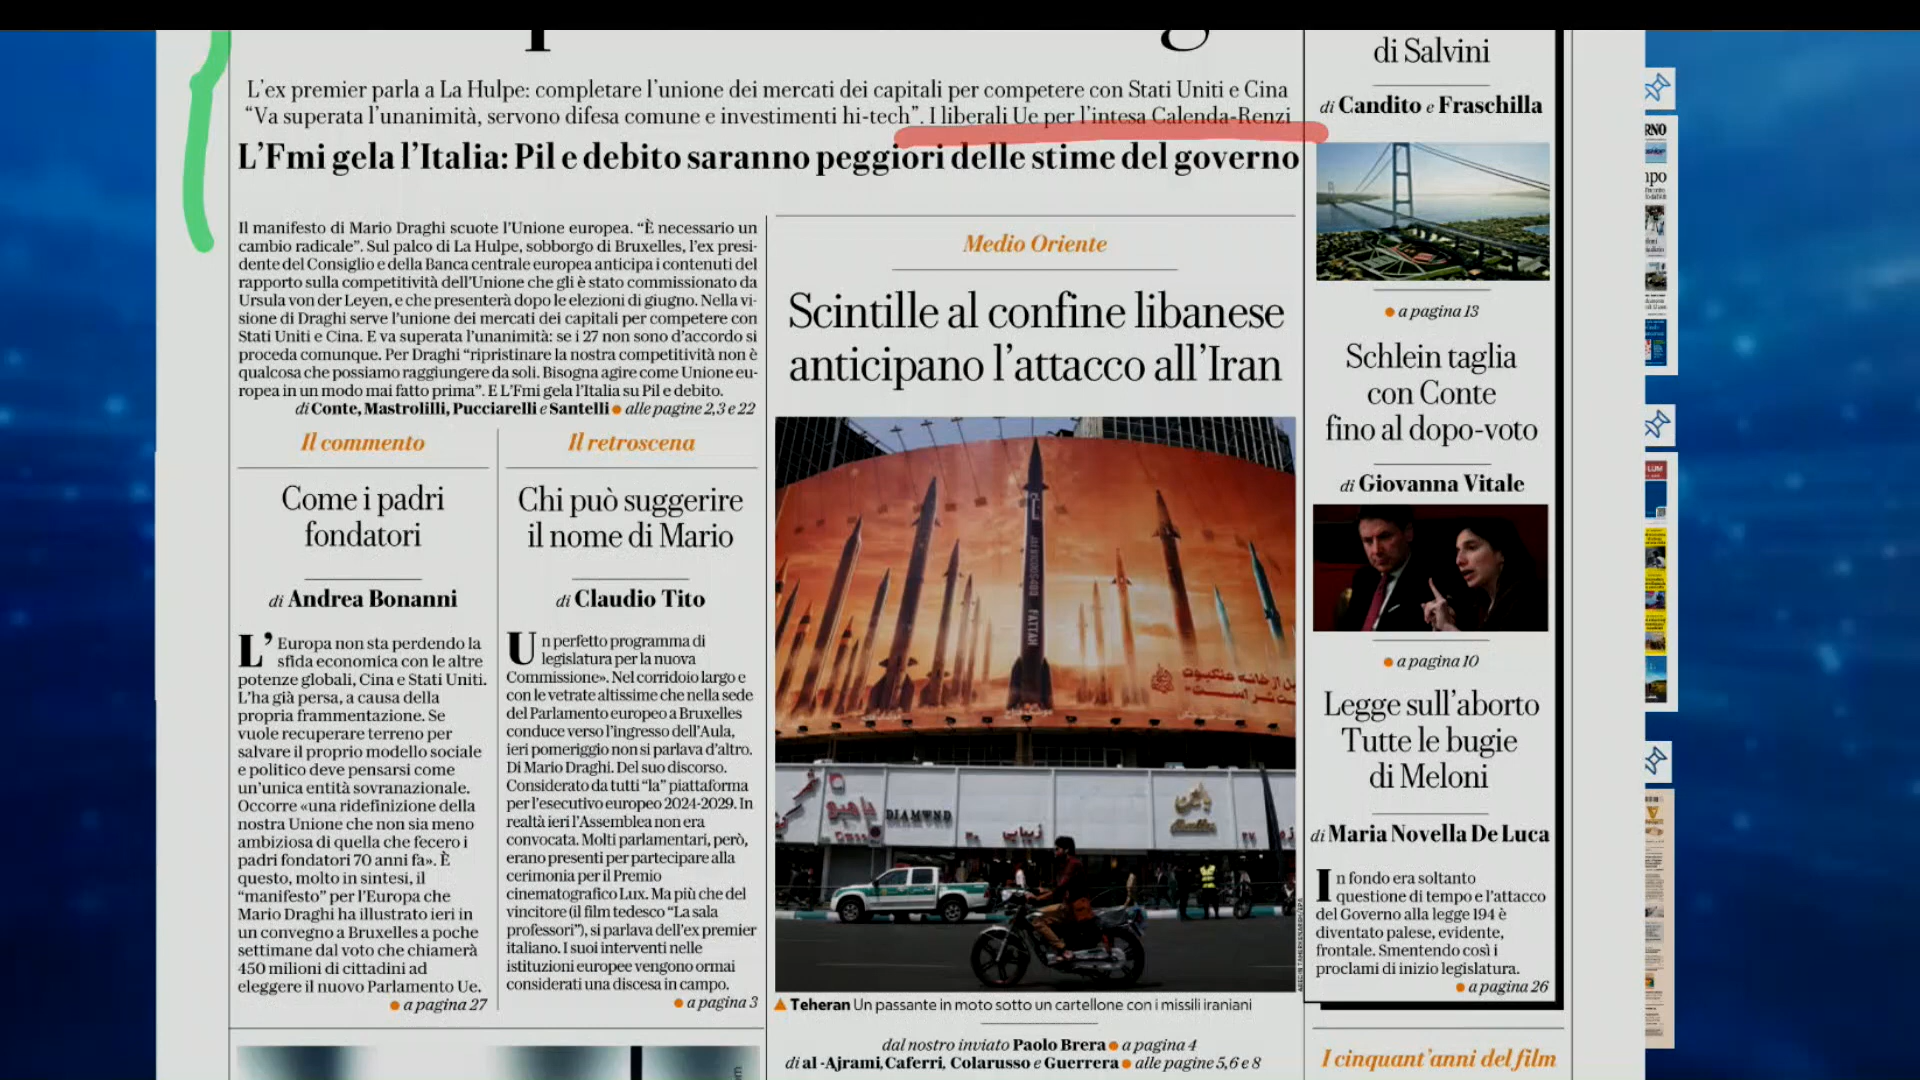 L'ex premier parla a La Hulpe: completare l'unione dei mercati dei capitali per competere con Stati Uniti e Cina
“Va superata l'unanimità, servono difesa comune e investimenti hi-tech”. I liberali Ue per l'intesa Calenda-Renzi
L'Fmi gela l'Italia: Pil e debito saranno peggiori delle stime del governo
Il manifesto di Mario Draghi scuote l'Unione europea. “È necessario un
cambio radicale”. Sul palco di La Hulpe, sobborgo di Bruxelles, l'ex presi-
dente del Consiglio e della Banca centrale europea anticipa i contenuti del
rapporto sulla competitività dell'Unione che gli è stato commissionato da
Ursula von der Leyen, e che presenterà dopo le elezioni di giugno. Nella vi-
sione di Draghi serve l'unione dei mercati dei capitali per competere con
Stati Uniti e Cina. E va superata l'unanimità: se i 27 non sono d'accordo si
proceda comunque. Per Draghi “ripristinare la nostra competitività non è
qualcosa che possiamo raggiungere da soli. Bisogna agire come Unione eu-
ropea in un modo mai fatto prima”. E L'Fmi gela l'Italia su Pil e debito.
di Conte, Mastrolilli, Pucciarelli e Santelli ● alle pagine 2,3 e 22
Il commento
Come i padri
fondatori
di Andrea Bonanni
L'Europa non sta perdendo la
sfida economica con le altre
potenze globali, Cina e Stati Uniti.
L'ha già persa, a causa della
propria frammentazione. Se
vuole recuperare terreno per
salvare il proprio modello sociale
e politico deve pensarsi come
un'unica entità sovranazionale.
Occorre «una ridefinizione della
nostra Unione che non sia meno
ambiziosa di quella che fecero i
padri fondatori 70 anni fa». È
questo, molto in sintesi, il
“manifesto” per l'Europa che
Mario Draghi ha illustrato ieri in
un convegno a Bruxelles a poche
settimane dal voto che chiamerà
450 milioni di cittadini ad
eleggere il nuovo Parlamento Ue.
● a pagina 27
Il retroscena
Chi può suggerire
il nome di Mario
di Claudio Tito
Un perfetto programma di
legislatura per la nuova
Commissione». Nel corridoio largo e
con le vetrate altissime che nella sede
del Parlamento europeo a Bruxelles
conduce verso l'ingresso dell'Aula,
ieri pomeriggio non si parlava d'altro.
Di Mario Draghi. Del suo discorso.
Considerato da tutti “la” piattaforma
per l'esecutivo europeo 2024-2029. In
realtà ieri l'Assemblea non era
convocata. Molti parlamentari, però,
erano presenti per partecipare alla
cerimonia per il Premio
cinematografico Lux. Ma più che del
vincitore (il film tedesco “La sala
professori”), si parlava dell'ex premier
italiano. I suoi interventi nelle
istituzioni europee vengono ormai
considerati una discesa in campo.
● a pagina 3
Medio Oriente
Scintille al confine libanese
anticipano l'attacco all'Iran
FATTAH
DIAMOND
زیبایی
Teheran Un passante in moto sotto un cartellone con i missili iraniani
dal nostro inviato Paolo Brera ● a pagina 4
di al-Ajrami, Caferri, Colarusso e Guerrera ● alle pagine 5,6 e 8
di Salvini
di Candito e Fraschilla
● a pagina 13
Schlein taglia
con Conte
fino al dopo-voto
di Giovanna Vitale
● a pagina 10
Legge sull'aborto
Tutte le bugie
di Meloni
di Maria Novella De Luca
In fondo era soltanto
questione di tempo e l'attacco
del Governo alla legge 194 è
diventato palese, evidente,
frontale. Smentendo così i
proclami di inizio legislatura.
● a pagina 26
I cinquant'anni del film